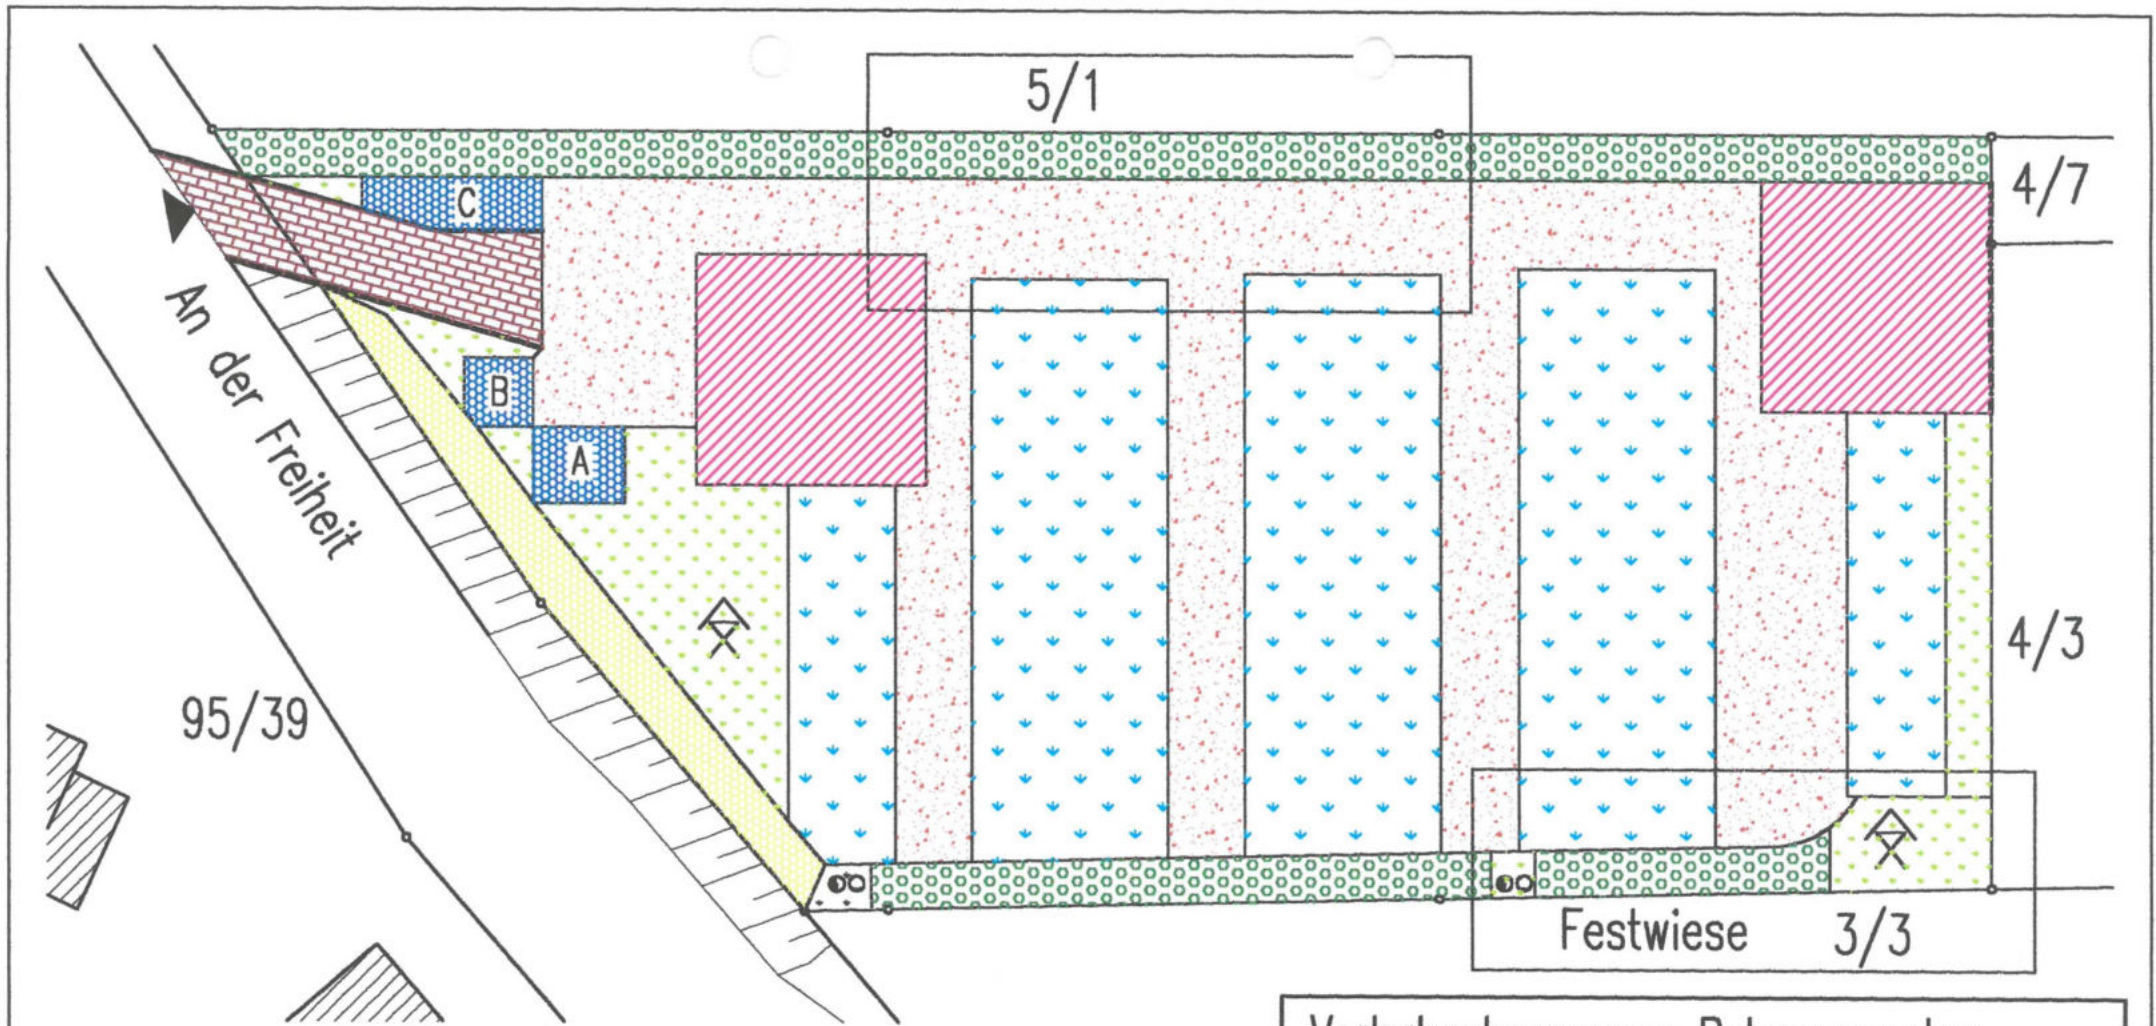 5/1
4/7
C
An der Freiheit
B
A
4/3
95/39
Festwiese 3/3